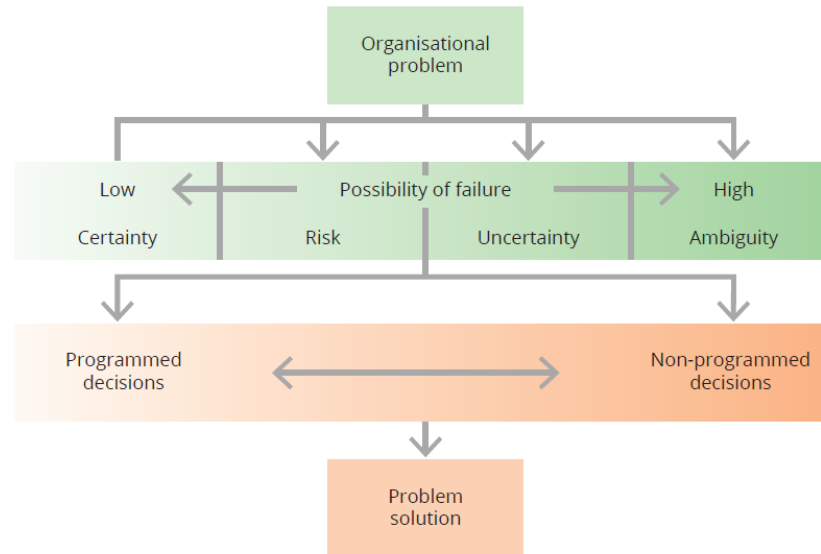 Organisational
problem
Low Possibility of failure High
Certainty Risk Uncertainty Ambiguity
Programmed
decisions
Non-programmed
decisions
Problem
solution